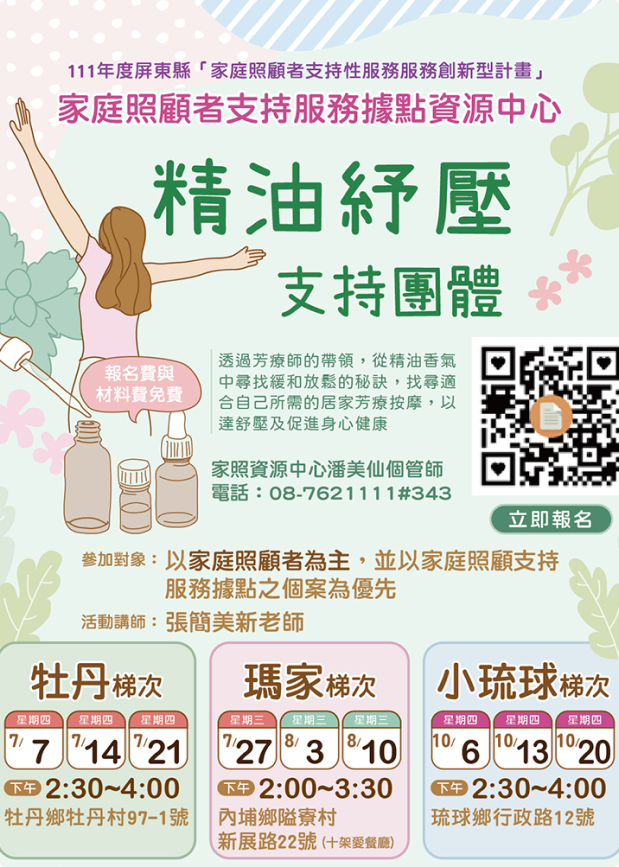 111年度屏東縣「家庭照顧者支持性服務服務創新型計畫」
家庭照顧者支持服務據點資源中心
精油紓壓
支持團體
報名費與
材料費免費
透過芳療師的帶領，從精油香氣
中尋找緩和放鬆的秘訣，找尋適
合自己所需的居家芳療按摩，以
達舒壓及促進身心健康
家照資源中心潘美仙個管師
電話：08-7621111#343
立即報名
參加對象：以家庭照顧者為主，並以家庭照顧支持
服務據點之個案為優先
活動講師：張簡美新老師
牡丹梯次
星期四 星期四 星期四
7/7 7/14 7/21
下午 2:30~4:00
牡丹鄉牡丹村97-1號
瑪家梯次
星期三 星期三 星期三
7/27 8/3 8/10
下午 2:00~3:30
內埔鄉隘寮村
新展路22號 (十架愛餐廳)
小琉球梯次
星期四 星期四 星期四
10/6 10/13 10/20
下午 2:30~4:00
琉球鄉行政路12號